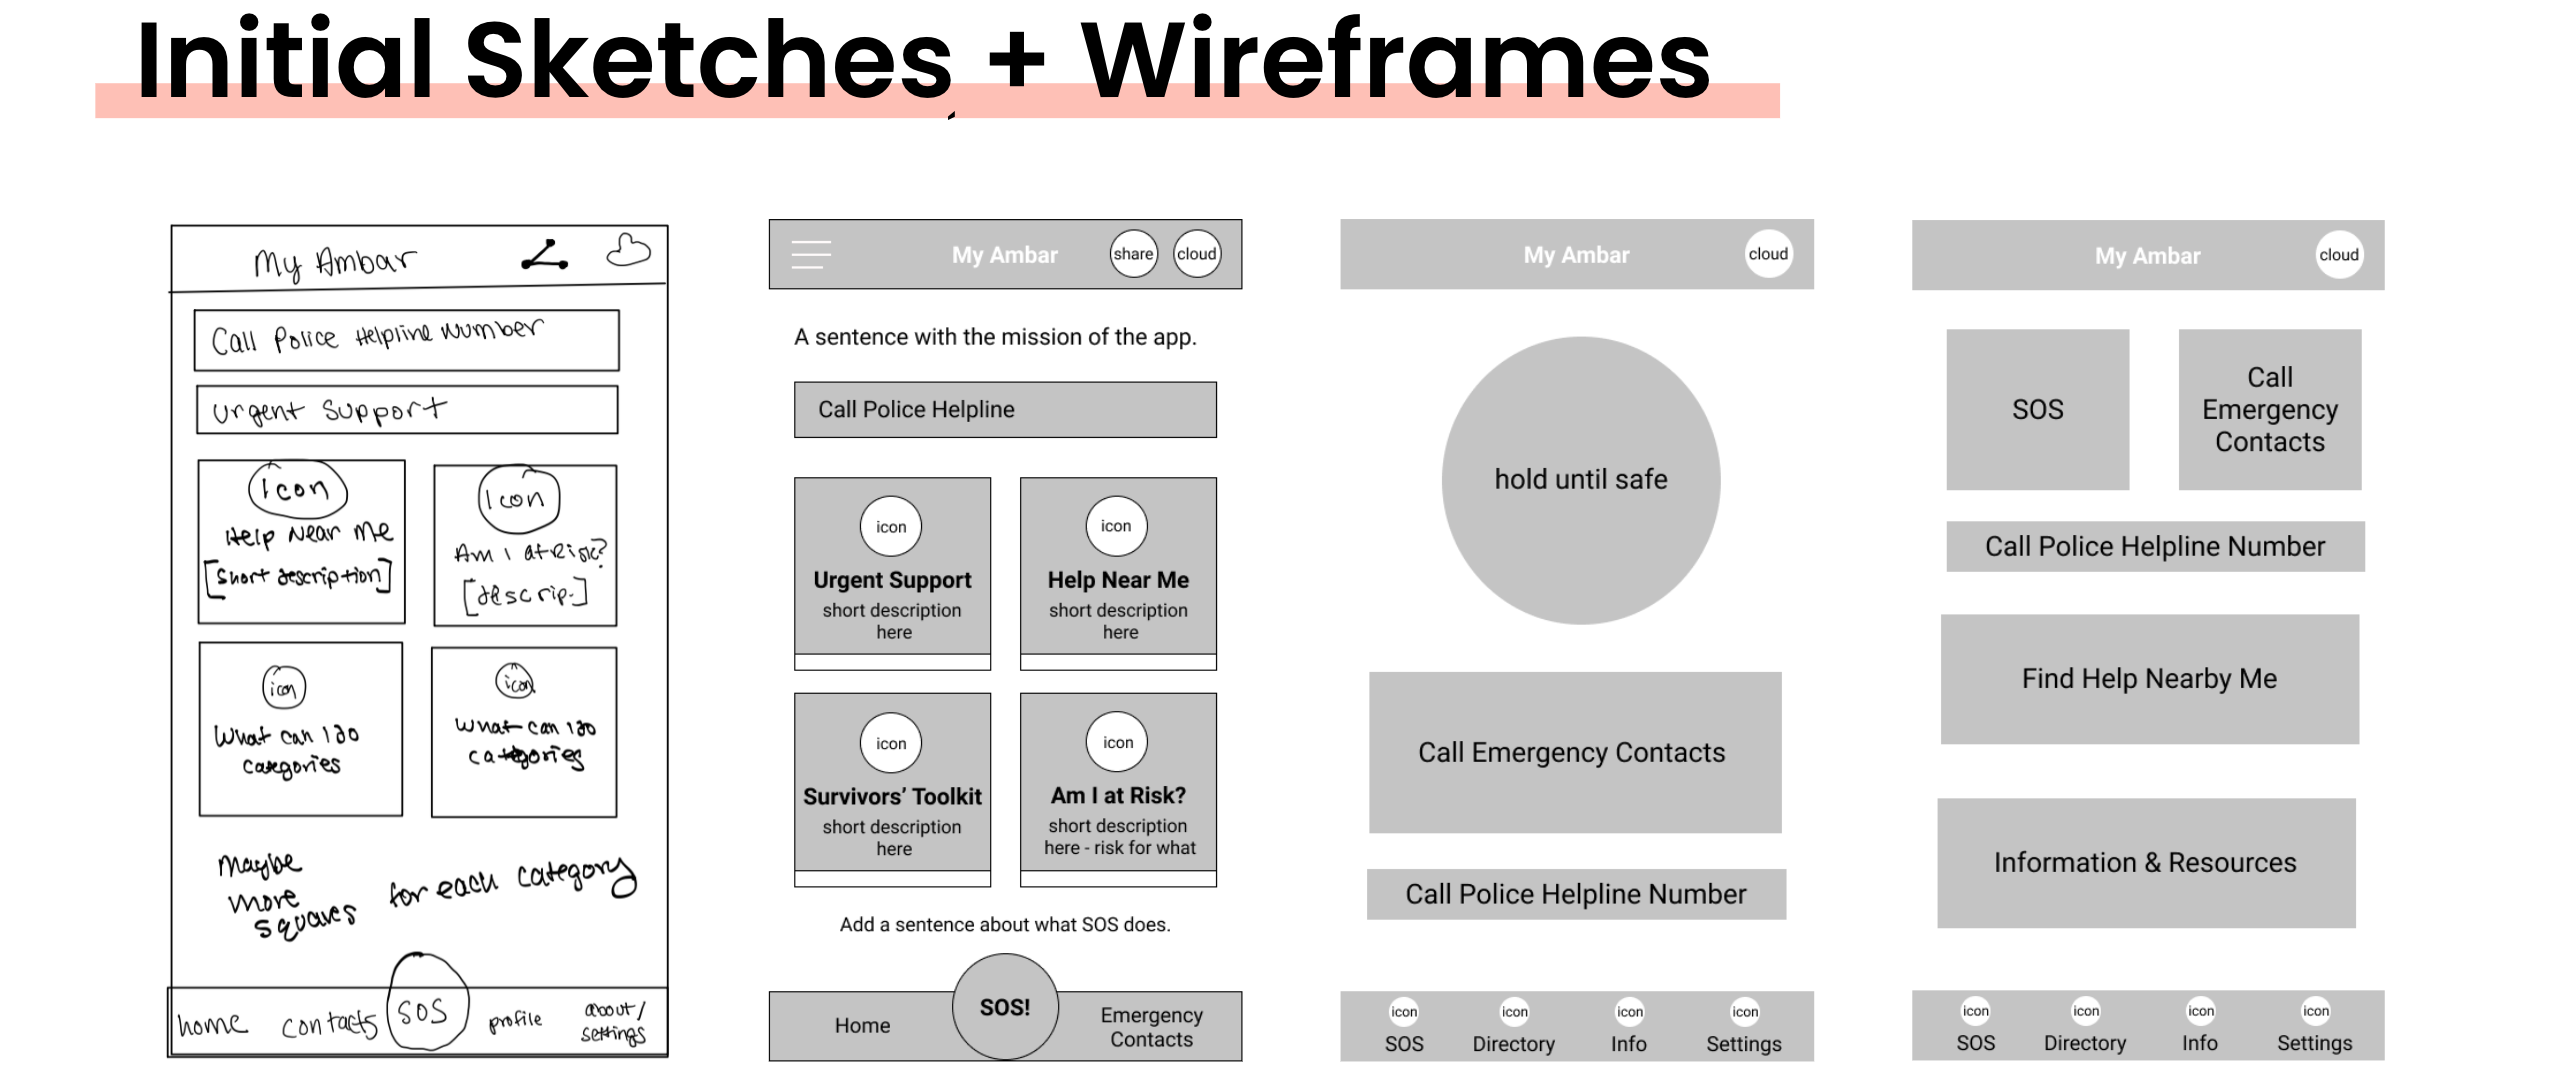 Initial Sketches + Wireframes
My Ambar
Call Police Helpline Number
Urgent Support
icon
Help Near Me
[short description]
icon
Am I at Risk?
[descrip.]
icon
What can I do
categories
icon
What can I do
categories
Maybe
more
squares
for each category
home
contacts
SOS
profile
about/
settings
My Ambar
share
cloud
A sentence with the mission of the app.
Call Police Helpline
icon
Urgent Support
short description
here
icon
Help Near Me
short description
here
icon
Survivors’ Toolkit
short description
here
icon
Am I at Risk?
short description
here - risk for what
Add a sentence about what SOS does.
Home
SOS!
Emergency
Contacts
My Ambar
cloud
hold until safe
Call Emergency Contacts
Call Police Helpline Number
icon
SOS
icon
Directory
icon
Info
icon
Settings
My Ambar
cloud
SOS
Call
Emergency
Contacts
Call Police Helpline Number
Find Help Nearby Me
Information & Resources
icon
SOS
icon
Directory
icon
Info
icon
Settings